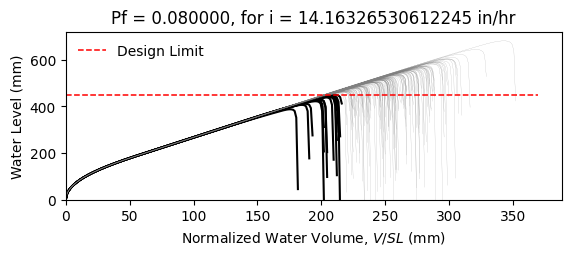 Pf = 0.080000, for i = 14.16326530612245 in/hr
Design Limit
Water Level (mm)
600
400
200
0
0 50 100 150 200 250 300 350
Normalized Water Volume, V/SL (mm)